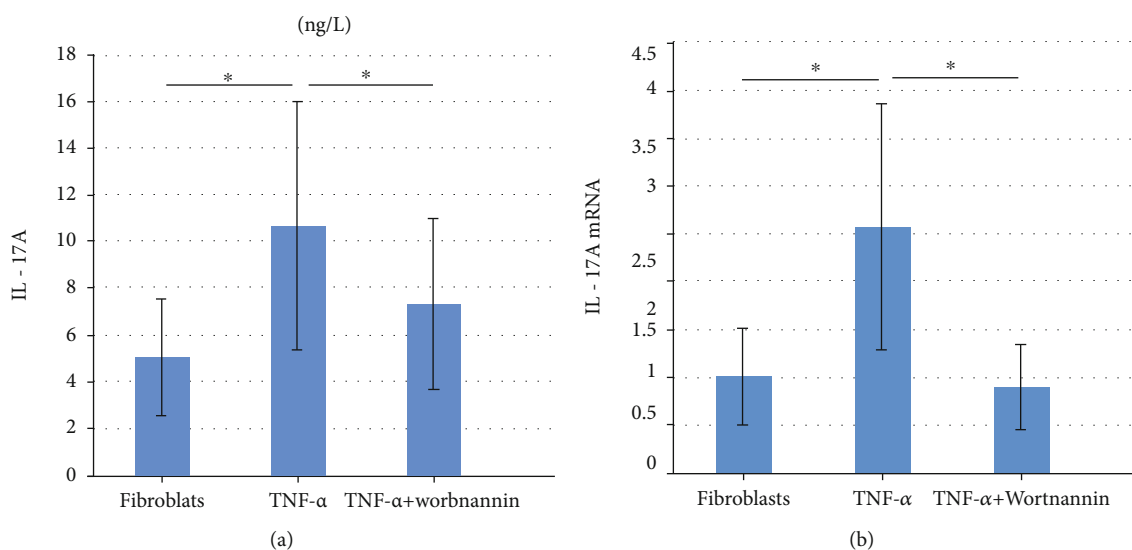 (ng/L)
IL - 17A
18
16
14
12
10
8
6
4
2
0
*
*
Fibroblats
TNF-α
TNF-α+worbnannin
(a)
IL - 17A mRNA
4.5
4
3.5
3
2.5
2
1.5
1
0.5
0
*
*
Fibroblasts
TNF-α
TNF-α+Wortnannin
(b)